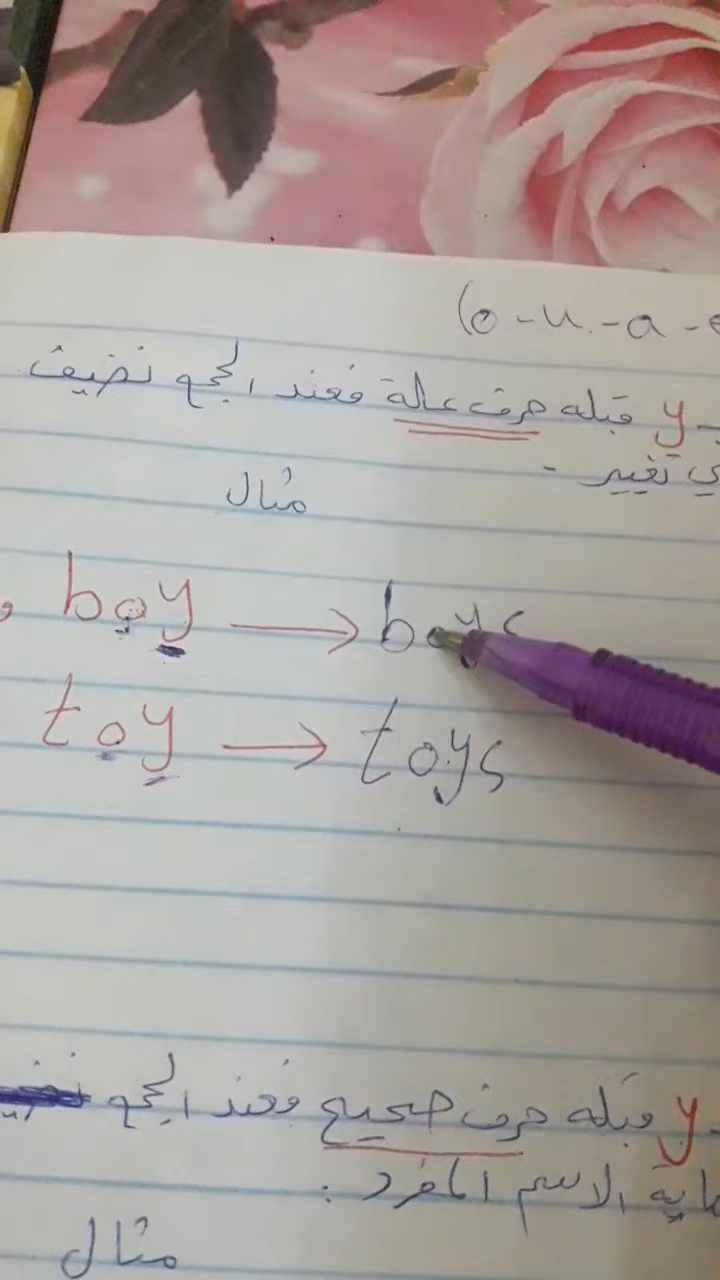 (o - u - a -
y قبله حرف علة فعند الجمع نضيف
ي تغيير -
مثال
boy → boys
toy → toys
y قبله حرف صحيح فعند الجمع
ماية الاسم المفرد :
مثال